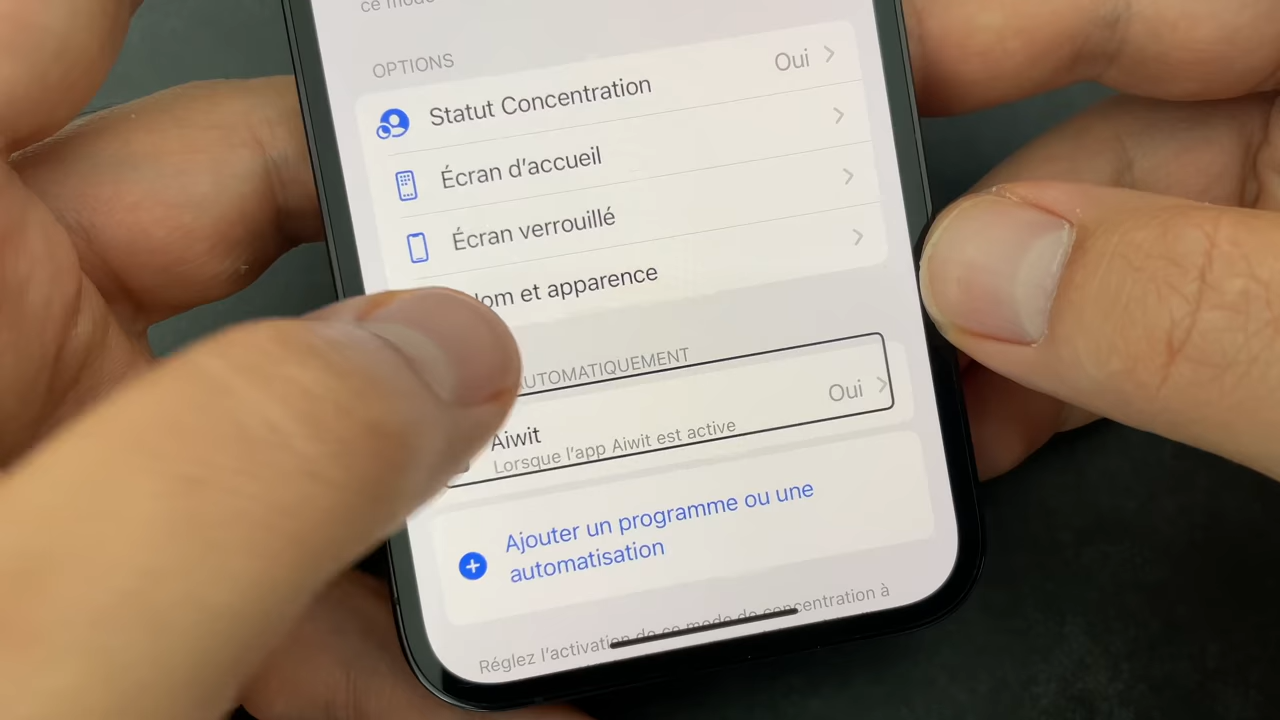 ce mode
OPTIONS
Statut Concentration
Oui
Écran d'accueil
Écran verrouillé
et apparence
AUTOMATIQUEMENT
Aiwit
Oui
Lorsque l'app Aiwit est active
Ajouter un programme ou une
automatisation
Réglez l'activation de ce mode de concentration à